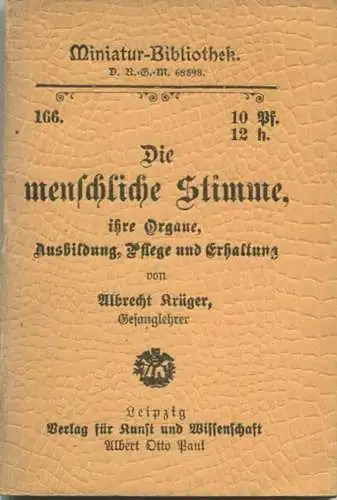 Miniatur-Bibliothek.
D. R.-G.-M. 68898.
166.
10 Pf.
12 h.
Die
menschliche Stimme,
ihre Organe,
Ausbildung, Pflege und Erhaltung
von
Albrecht Krüger,
Gesanglehrer
Leipzig
Verlag für Kunst und Wissenschaft
Albert Otto Paul